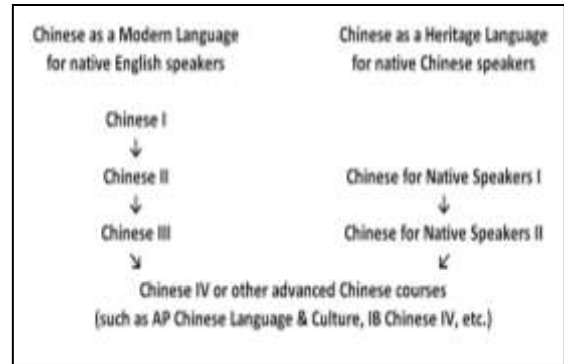 Chinese as a Modern Language
for native English speakers
Chinese as a Heritage Language
for native Chinese speakers
Chinese I
↓
Chinese II
↓
Chinese III
↘
Chinese for Native Speakers I
↓
Chinese for Native Speakers II
↙
Chinese IV or other advanced Chinese courses
(such as AP Chinese Language & Culture, IB Chinese IV, etc.)